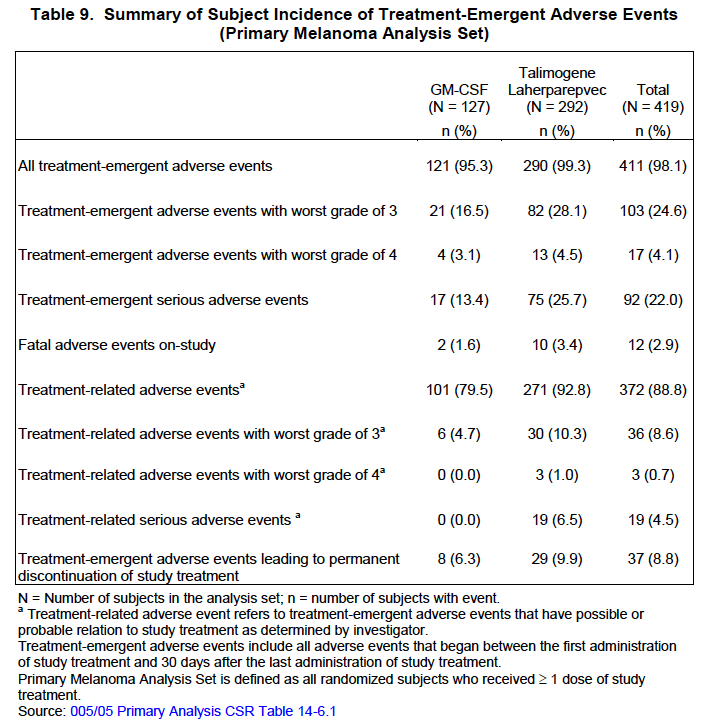 Table 9. Summary of Subject Incidence of Treatment-Emergent Adverse Events
(Primary Melanoma Analysis Set)
GM-CSF
(N = 127)
n (%)
Talimogene
Laherparepvec
(N = 292)
n (%)
Total
(N = 419)
n (%)
All treatment-emergent adverse events 121 (95.3) 290 (99.3) 411 (98.1)
Treatment-emergent adverse events with worst grade of 3 21 (16.5) 82 (28.1) 103 (24.6)
Treatment-emergent adverse events with worst grade of 4 4 (3.1) 13 (4.5) 17 (4.1)
Treatment-emergent serious adverse events 17 (13.4) 75 (25.7) 92 (22.0)
Fatal adverse events on-study 2 (1.6) 10 (3.4) 12 (2.9)
Treatment-related adverse events^a 101 (79.5) 271 (92.8) 372 (88.8)
Treatment-related adverse events with worst grade of 3^a 6 (4.7) 30 (10.3) 36 (8.6)
Treatment-related adverse events with worst grade of 4^a 0 (0.0) 3 (1.0) 3 (0.7)
Treatment-related serious adverse events ^a 0 (0.0) 19 (6.5) 19 (4.5)
Treatment-emergent adverse events leading to permanent
discontinuation of study treatment 8 (6.3) 29 (9.9) 37 (8.8)
N = Number of subjects in the analysis set; n = number of subjects with event.
^a Treatment-related adverse event refers to treatment-emergent adverse events that have possible or
probable relation to study treatment as determined by investigator.
Treatment-emergent adverse events include all adverse events that began between the first administration
of study treatment and 30 days after the last administration of study treatment.
Primary Melanoma Analysis Set is defined as all randomized subjects who received ≥ 1 dose of study
treatment.
Source: 005/05 Primary Analysis CSR Table 14-6.1